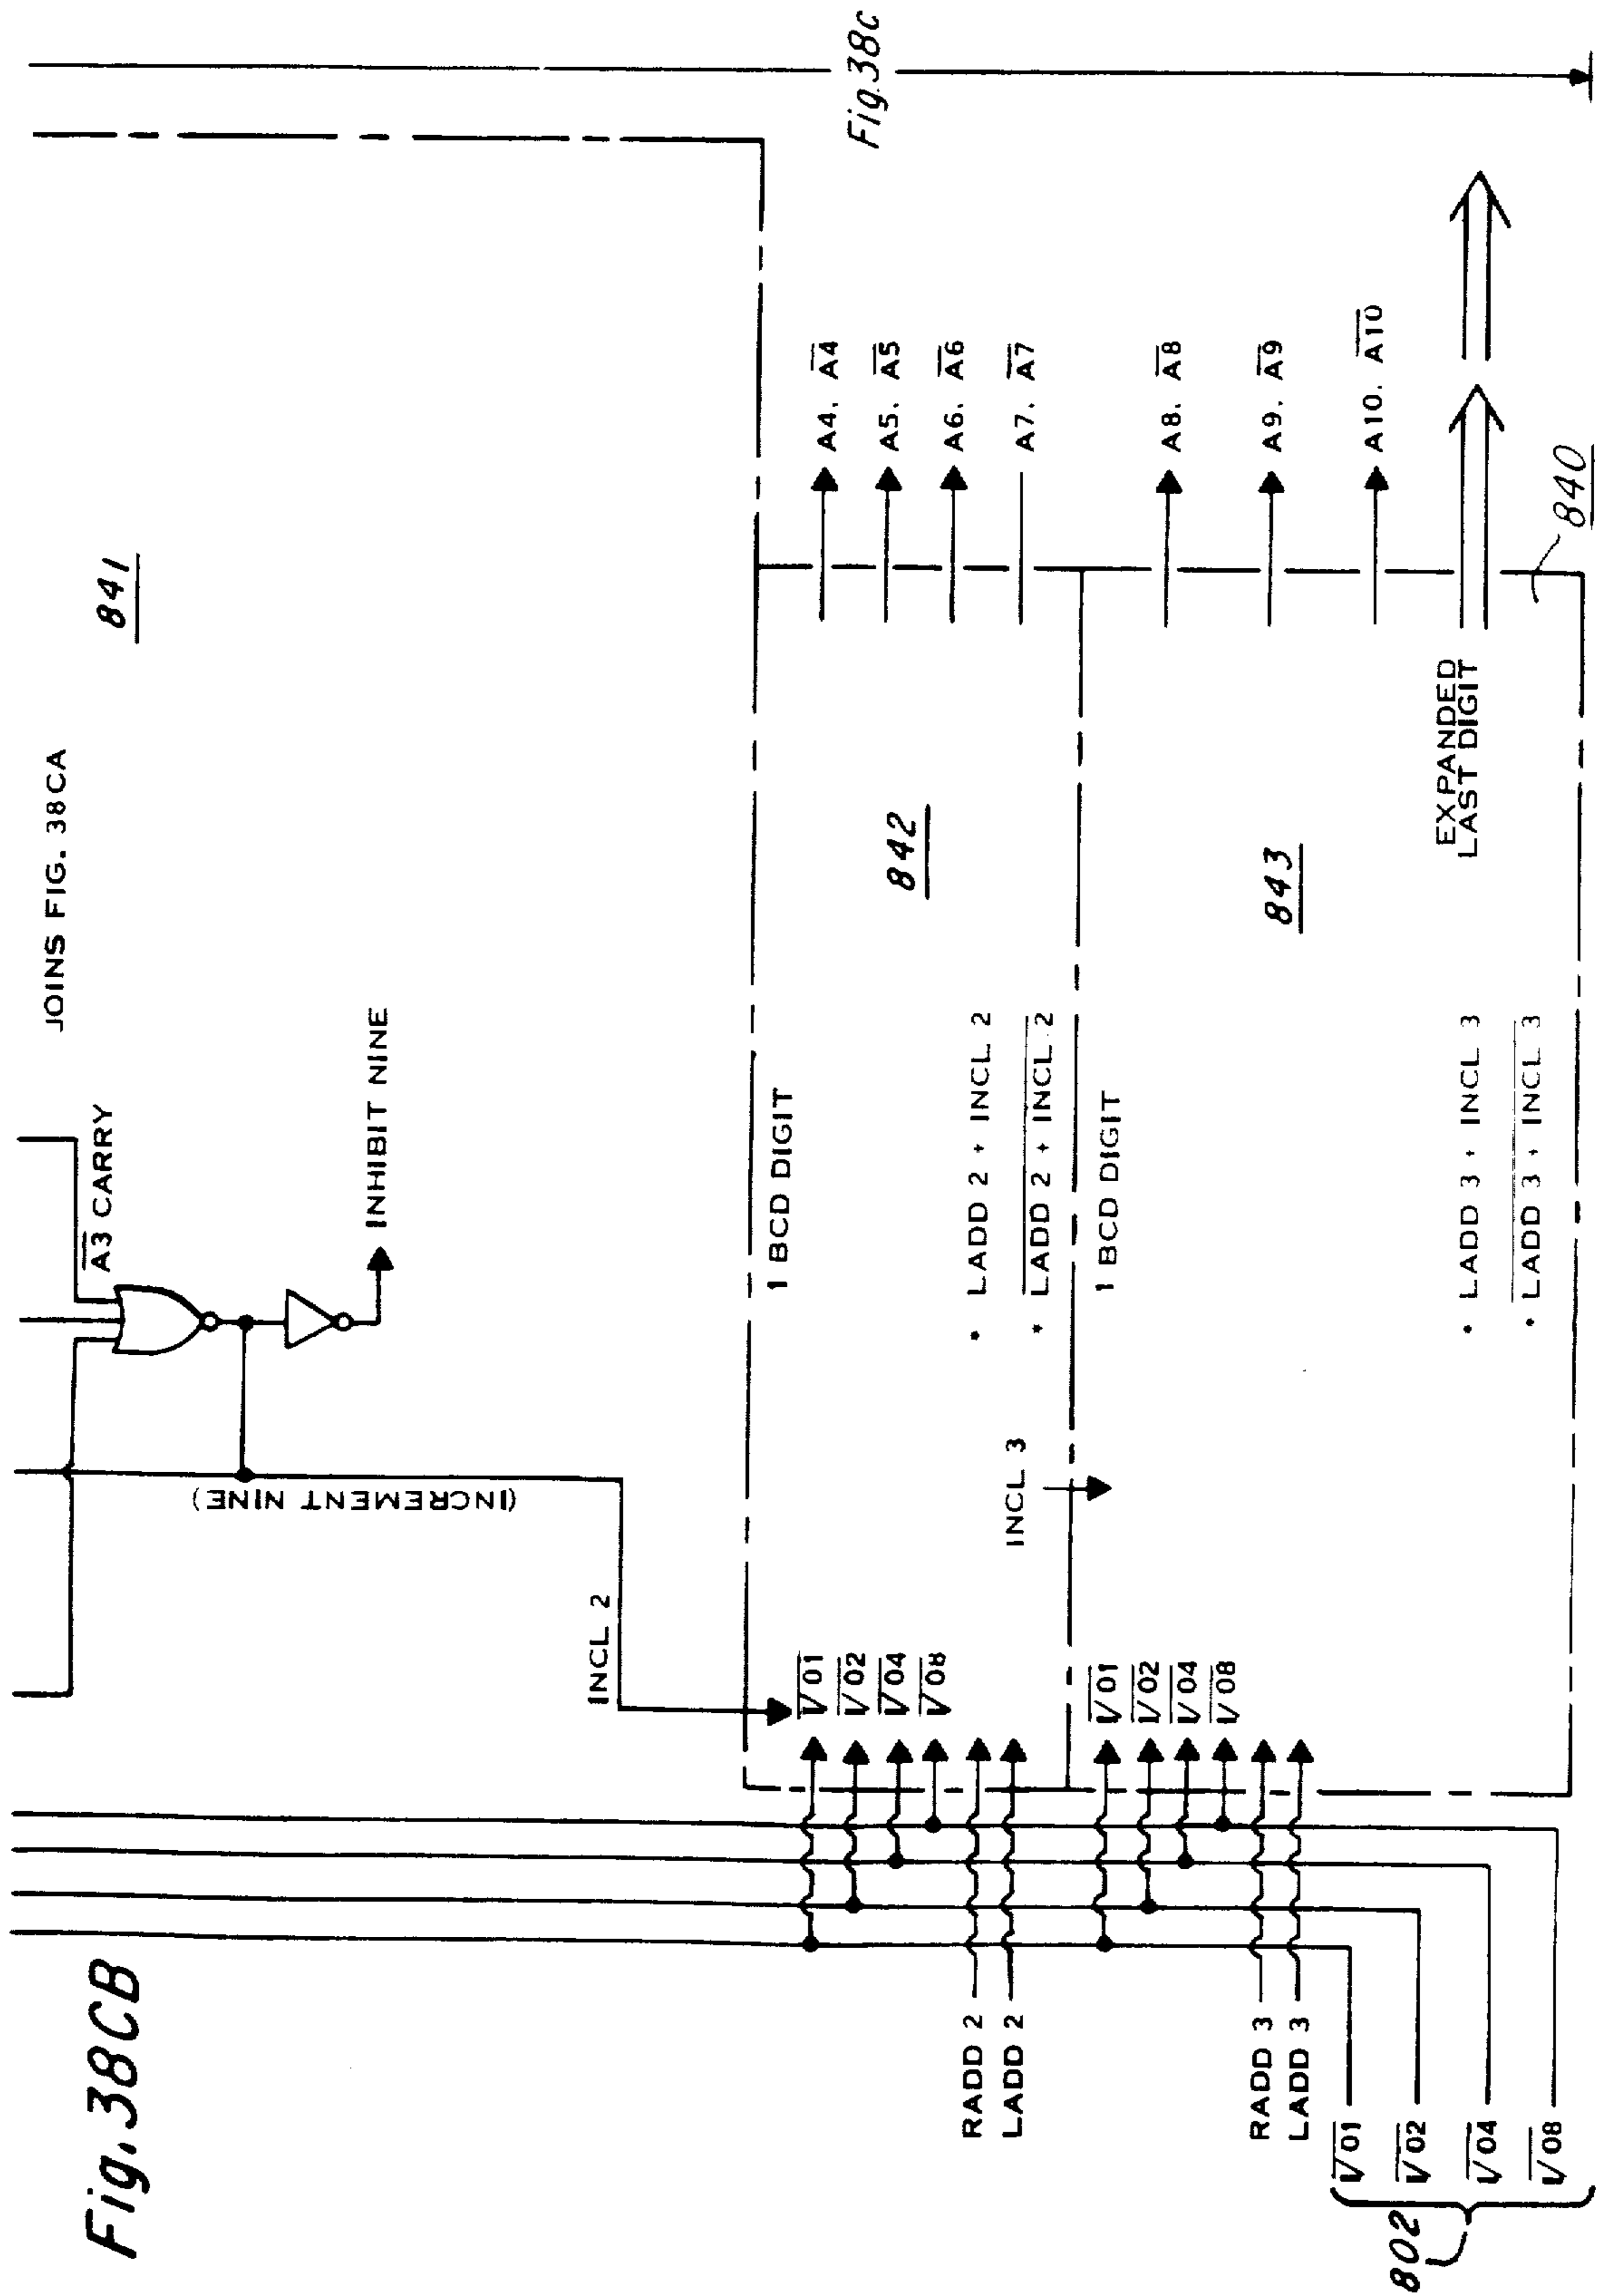 Fig. 38CB
JOINS FIG. 38CA
841
A3 CARRY
INHIBIT NINE
(INCREMENT NINE)
INCL 2
Fig. 38C
1 BCD DIGIT
V01
V02
V04
V08
RADD 2
LADD 2
842
* LADD 2 + INCL 2
* LADD 2 + INCL 2
A4. A4
A5. A5
A6. A6
A7. A7
INCL 3
1 BCD DIGIT
V01
V02
V04
V08
RADD 3
LADD 3
843
* LADD 3 + INCL 3
* LADD 3 + INCL 3
A8. A8
A9. A9
A10. A10
EXPANDED
LAST DIGIT
840
V01
V02
V04
V08
802